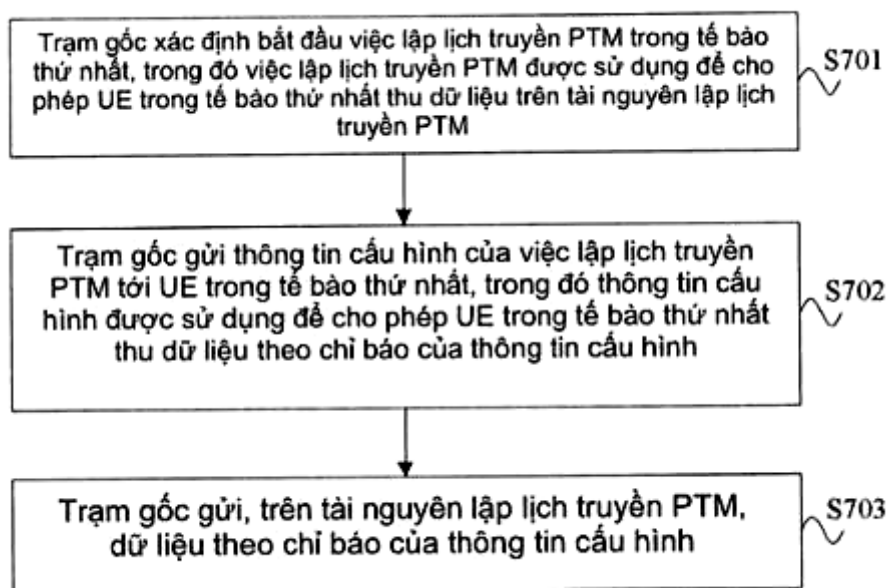 Trạm gốc xác định bắt đầu việc lập lịch truyền PTM trong tế bào
thứ nhất, trong đó việc lập lịch truyền PTM được sử dụng để cho
phép UE trong tế bào thứ nhất thu dữ liệu trên tài nguyên lập lịch
truyền PTM
S701
Trạm gốc gửi thông tin cấu hình của việc lập lịch truyền
PTM tới UE trong tế bào thứ nhất, trong đó thông tin cấu
hình được sử dụng để cho phép UE trong tế bào thứ nhất
thu dữ liệu theo chỉ báo của thông tin cấu hình
S702
Trạm gốc gửi, trên tài nguyên lập lịch truyền PTM,
dữ liệu theo chỉ báo của thông tin cấu hình
S703